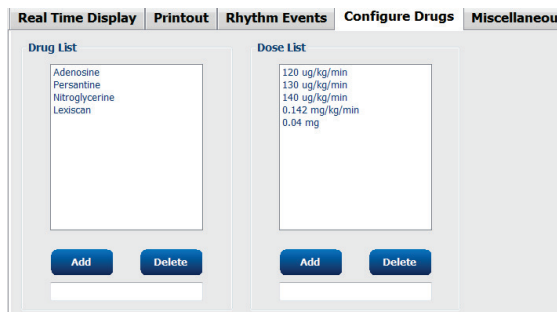 Real Time Display Printout Rhythm Events Configure Drugs Miscellaneou
Drug List
Adenosine
Persantine
Nitroglycerine
Lexiscan
Add Delete
Dose List
120 ug/kg/min
130 ug/kg/min
140 ug/kg/min
0.142 mg/kg/min
0.04 mg
Add Delete